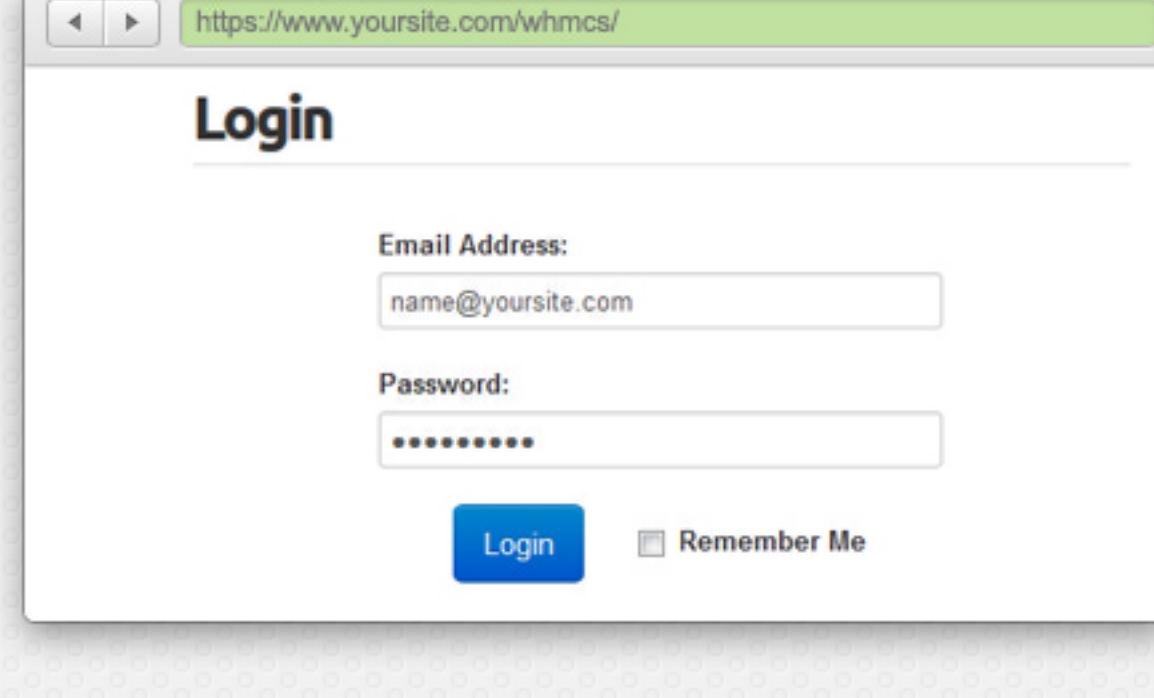 https://www.yoursite.com/whmcs/
Login
Email Address:
name@yoursite.com
Password:
•••••••••
Login Remember Me